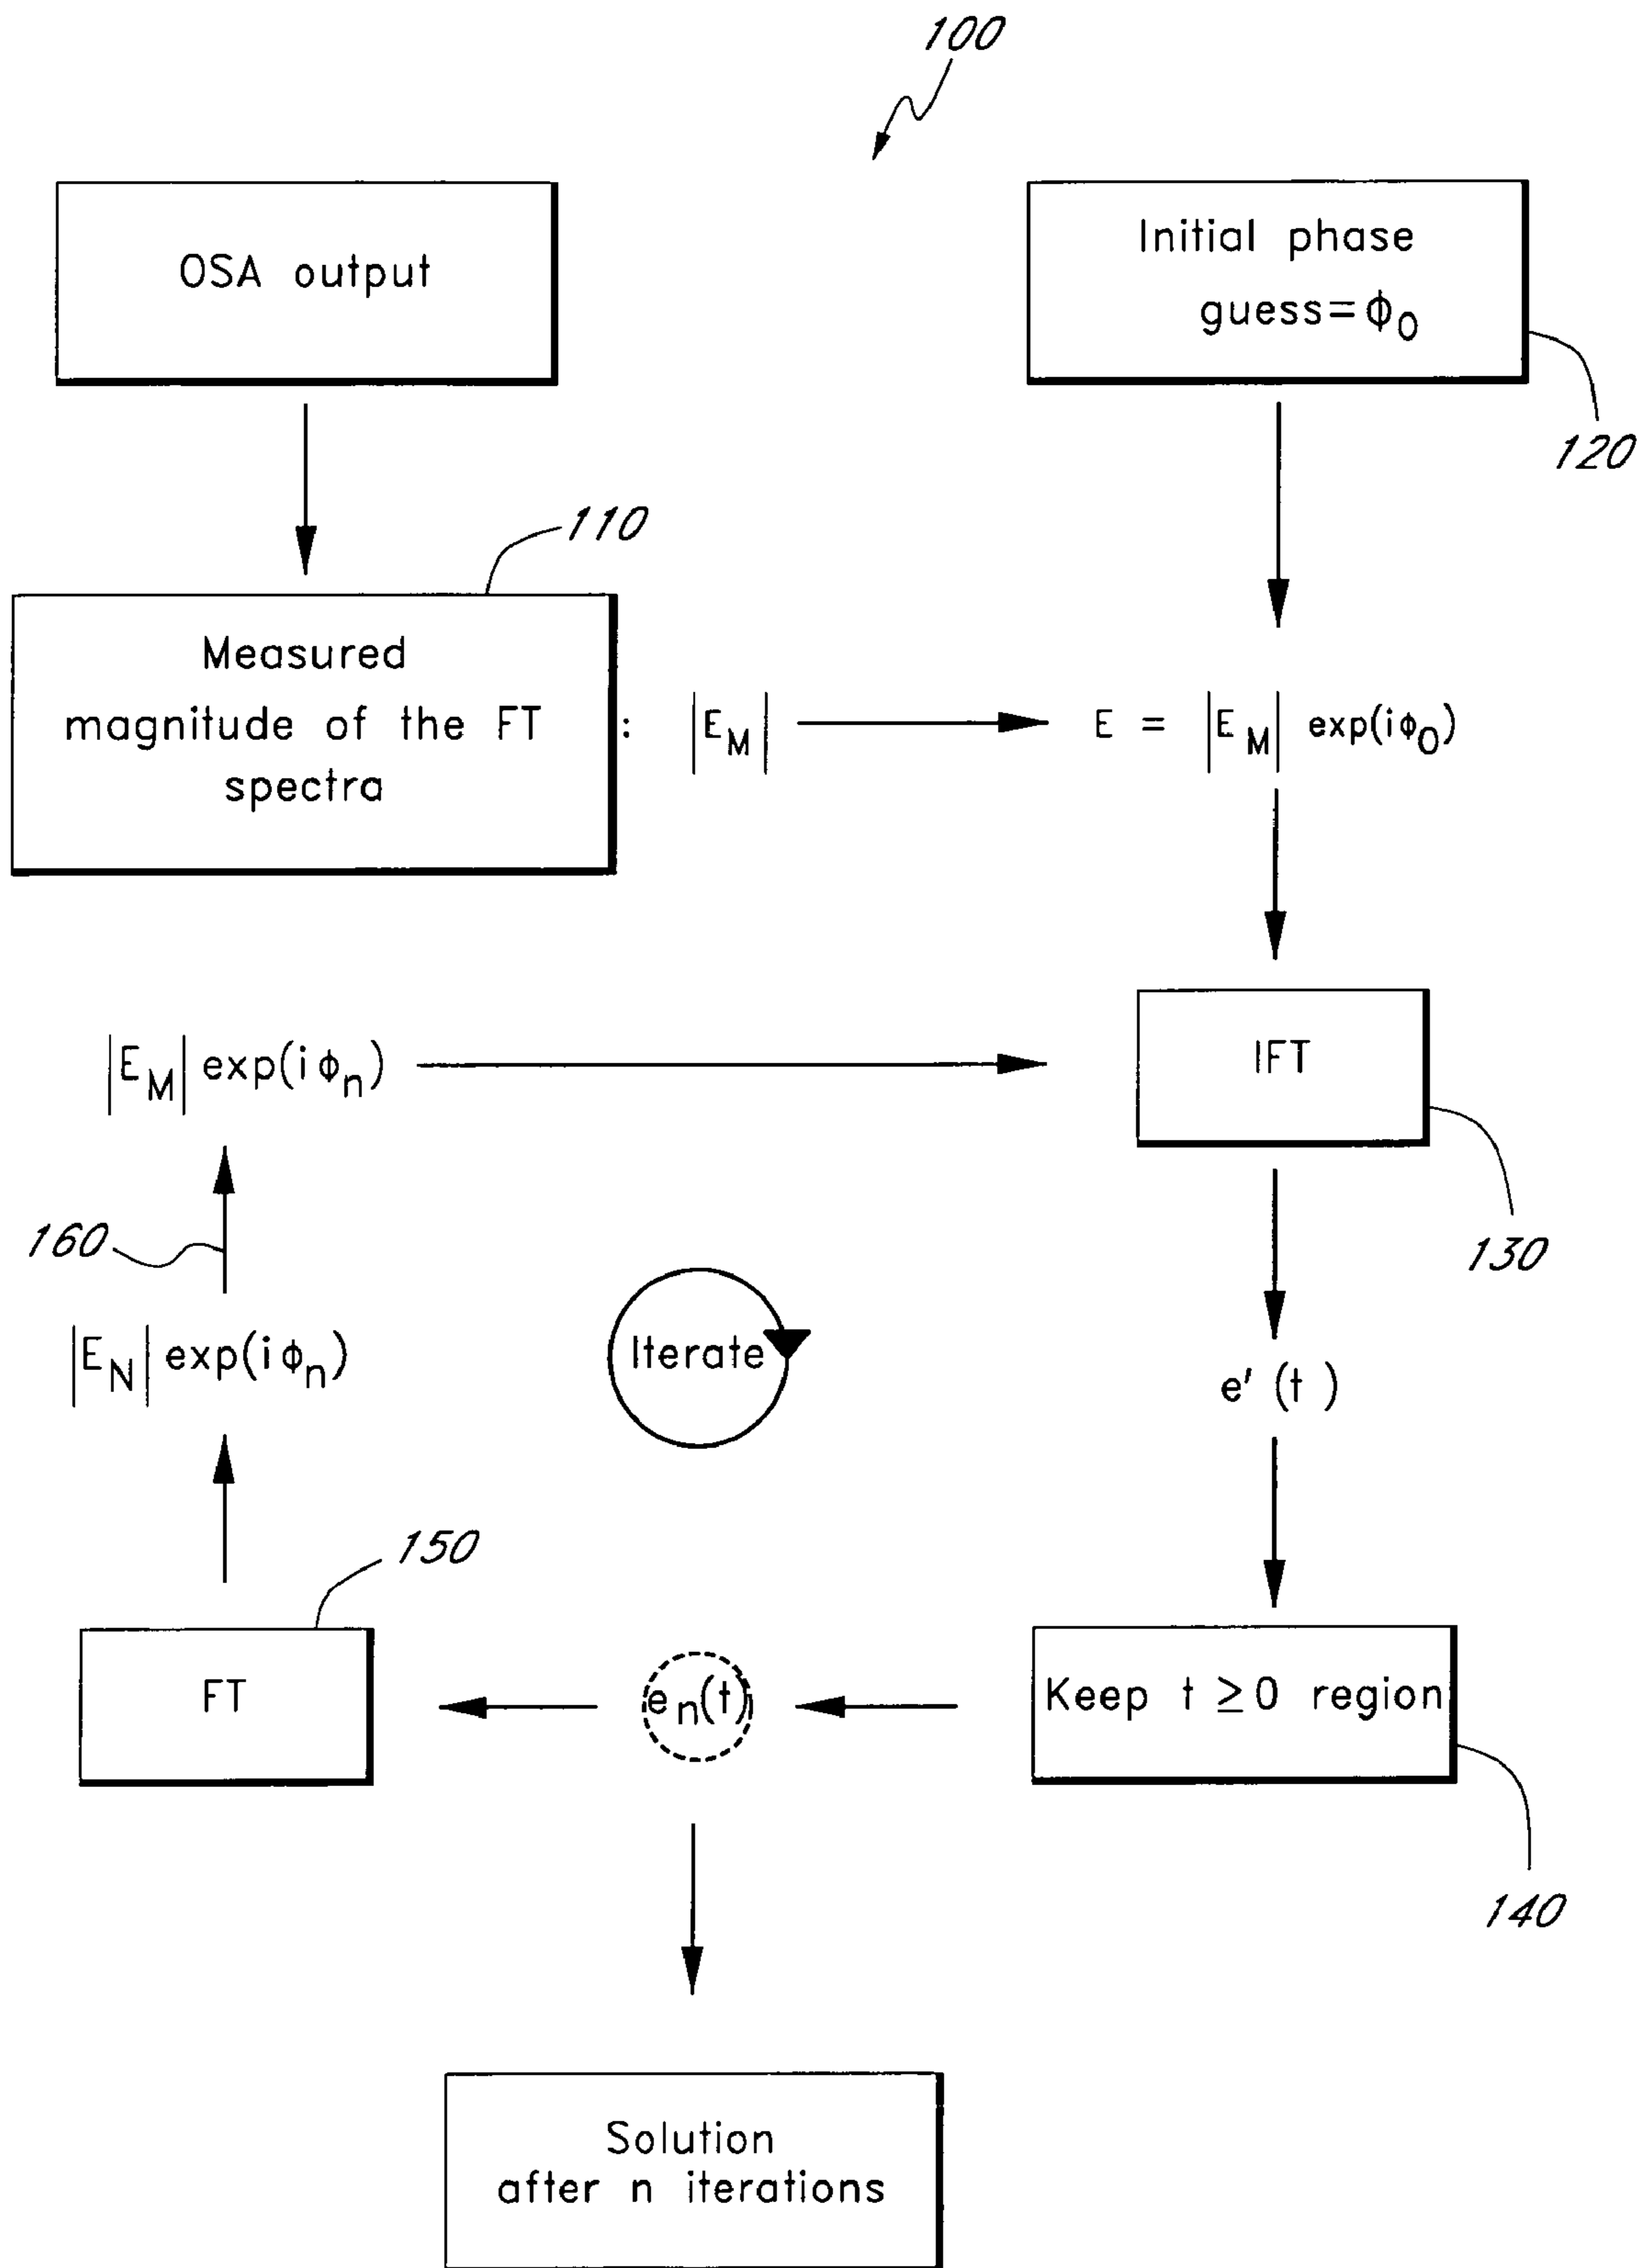 100
OSA output
Initial phase
guess=ϕ0
120
110
Measured
magnitude of the FT
spectra
: |EM|
E = |EM| exp(iϕ0)
|EM| exp(iϕn)
IFT
160
130
|EN| exp(iϕn)
Iterate
e'(t)
150
FT
en(t)
Keep t ≥0 region
140
Solution
after n iterations